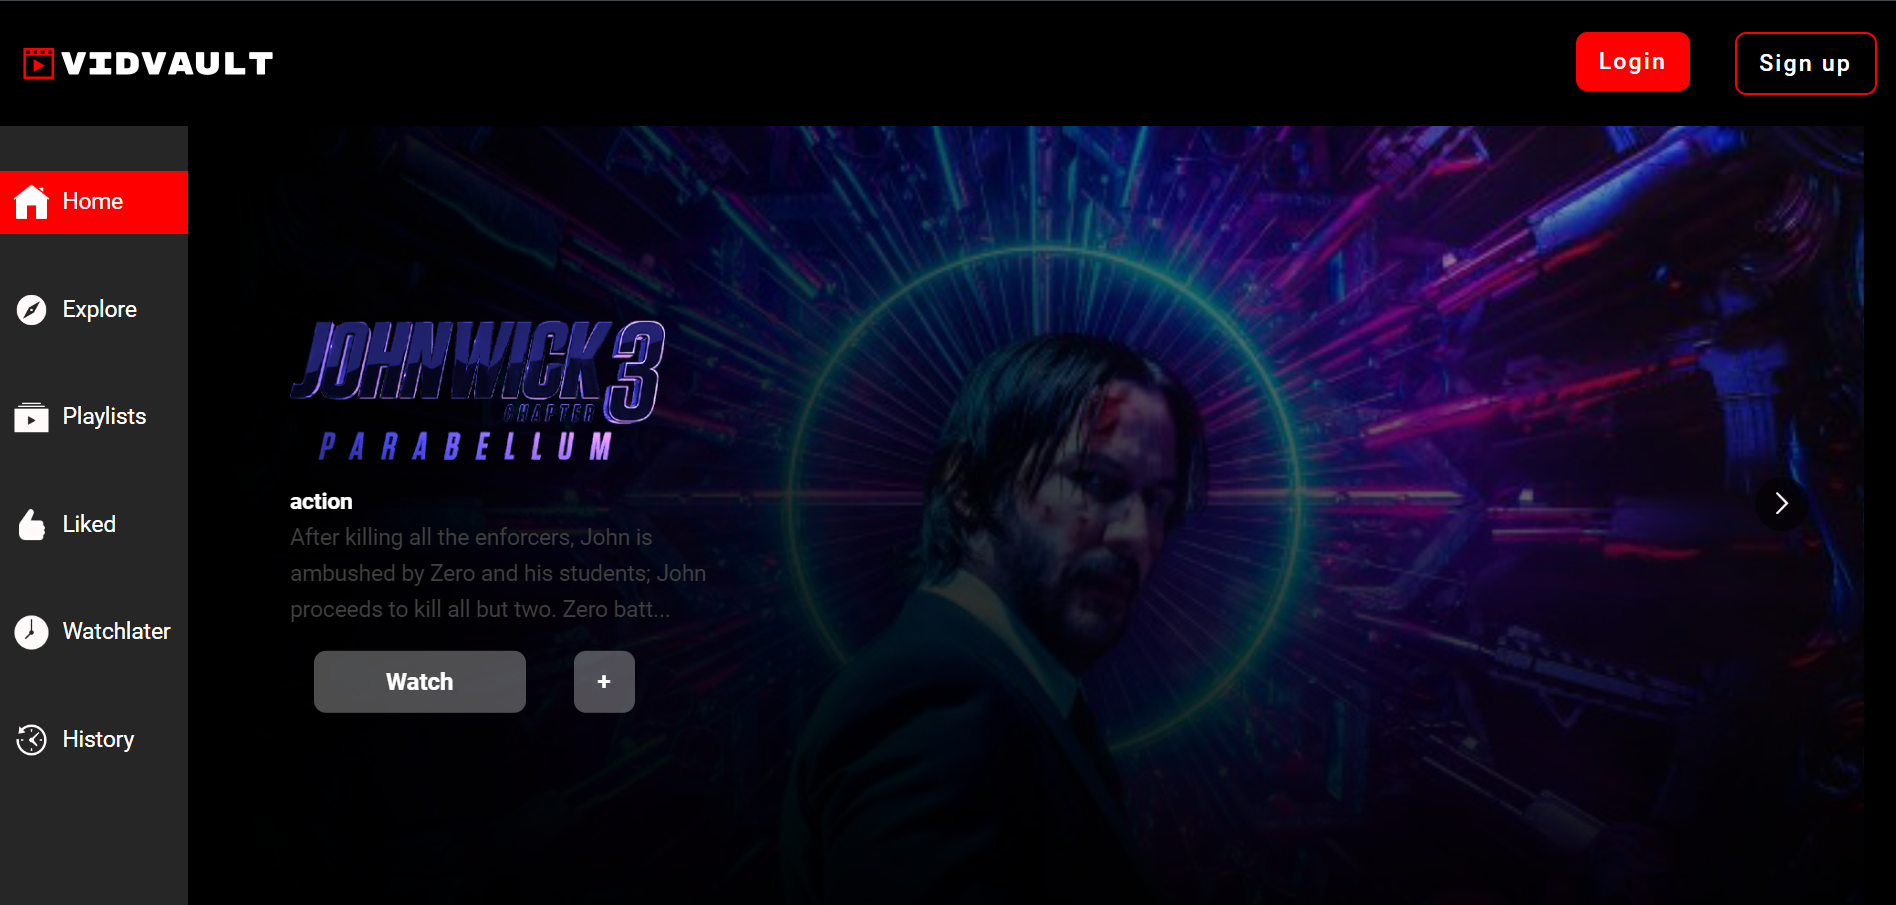 VIDVAULT
Login
Sign up
Home
Explore
Playlists
Liked
Watchlater
History
JOHN WICK 3
CHAPTER
PARABELLUM
action
After killing all the enforcers, John is
ambushed by Zero and his students; John
proceeds to kill all but two. Zero batt...
Watch
+